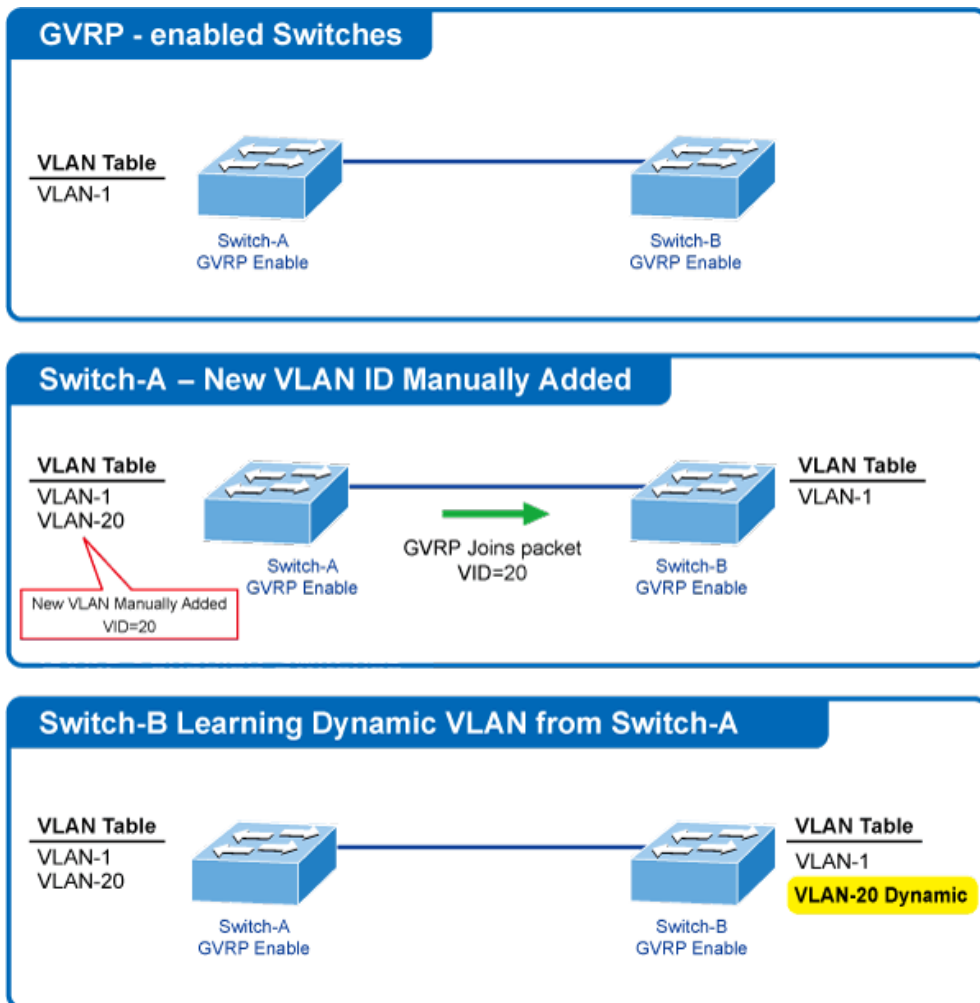 GVRP - enabled Switches
VLAN Table
VLAN-1
Switch-A
GVRP Enable
Switch-B
GVRP Enable
Switch-A – New VLAN ID Manually Added
VLAN Table
VLAN-1
VLAN-20
New VLAN Manually Added
VID=20
Switch-A
GVRP Enable
GVRP Joins packet
VID=20
Switch-B
GVRP Enable
VLAN Table
VLAN-1
Switch-B Learning Dynamic VLAN from Switch-A
VLAN Table
VLAN-1
VLAN-20
Switch-A
GVRP Enable
Switch-B
GVRP Enable
VLAN Table
VLAN-1
VLAN-20 Dynamic